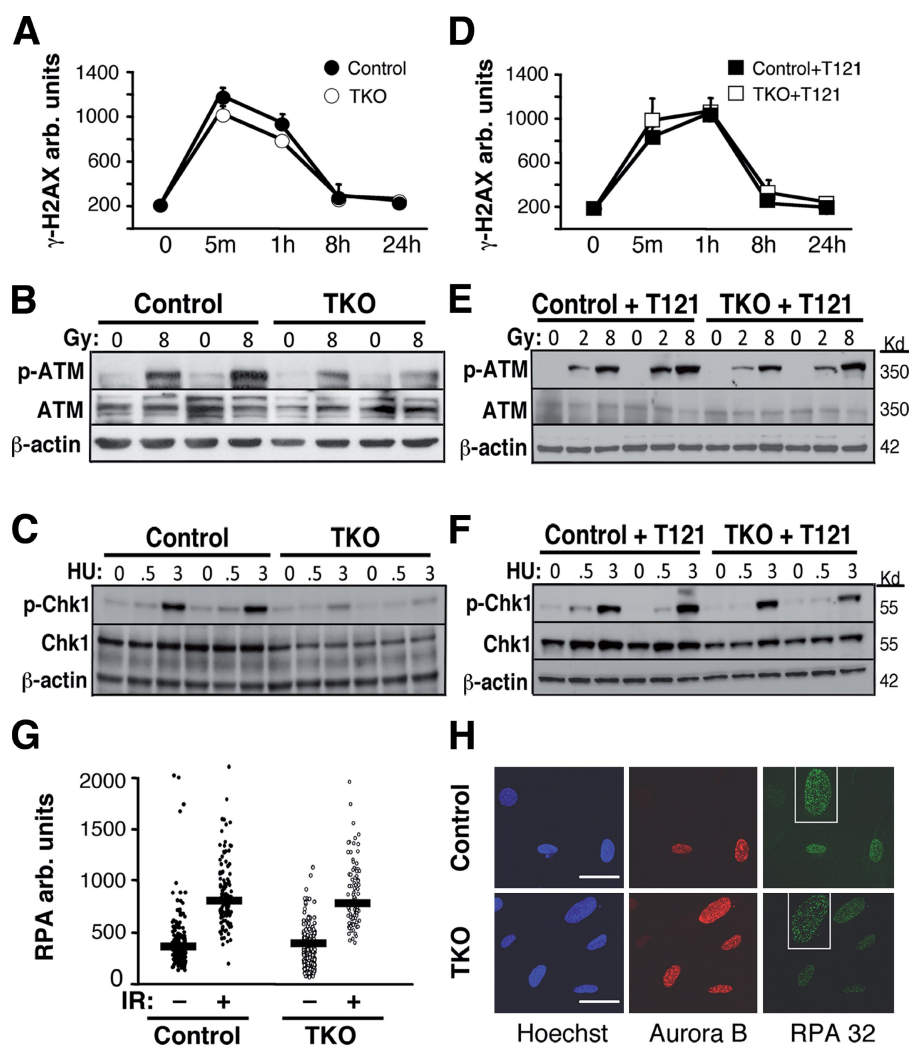 A
γ-H2AX arb. units
1400
1000
600
200
Control
TKO
0 5m 1h 8h 24h
D
γ-H2AX arb. units
1400
1000
600
200
Control+T121
TKO+T121
0 5m 1h 8h 24h
B
Control TKO
Gy: 0 8 0 8 0 8 0 8
p-ATM
ATM
β-actin
E
Control + T121 TKO + T121
0 2 8 0 2 8 0 2 8 0 2 8 Kd
p-ATM 350
ATM 350
β-actin 42
C
Control TKO
HU: 0 .5 3 0 .5 3 0 .5 3 0 .5 3
p-Chk1
Chk1
β-actin
F
Control + T121 TKO + T121
HU: 0 .5 3 0 .5 3 0 .5 3 0 .5 3 Kd
p-Chk1 55
Chk1 55
β-actin 42
G
RPA arb. units
2000
1500
1000
500
0
IR: – + – +
Control TKO
H
Control
TKO
Hoechst Aurora B RPA 32